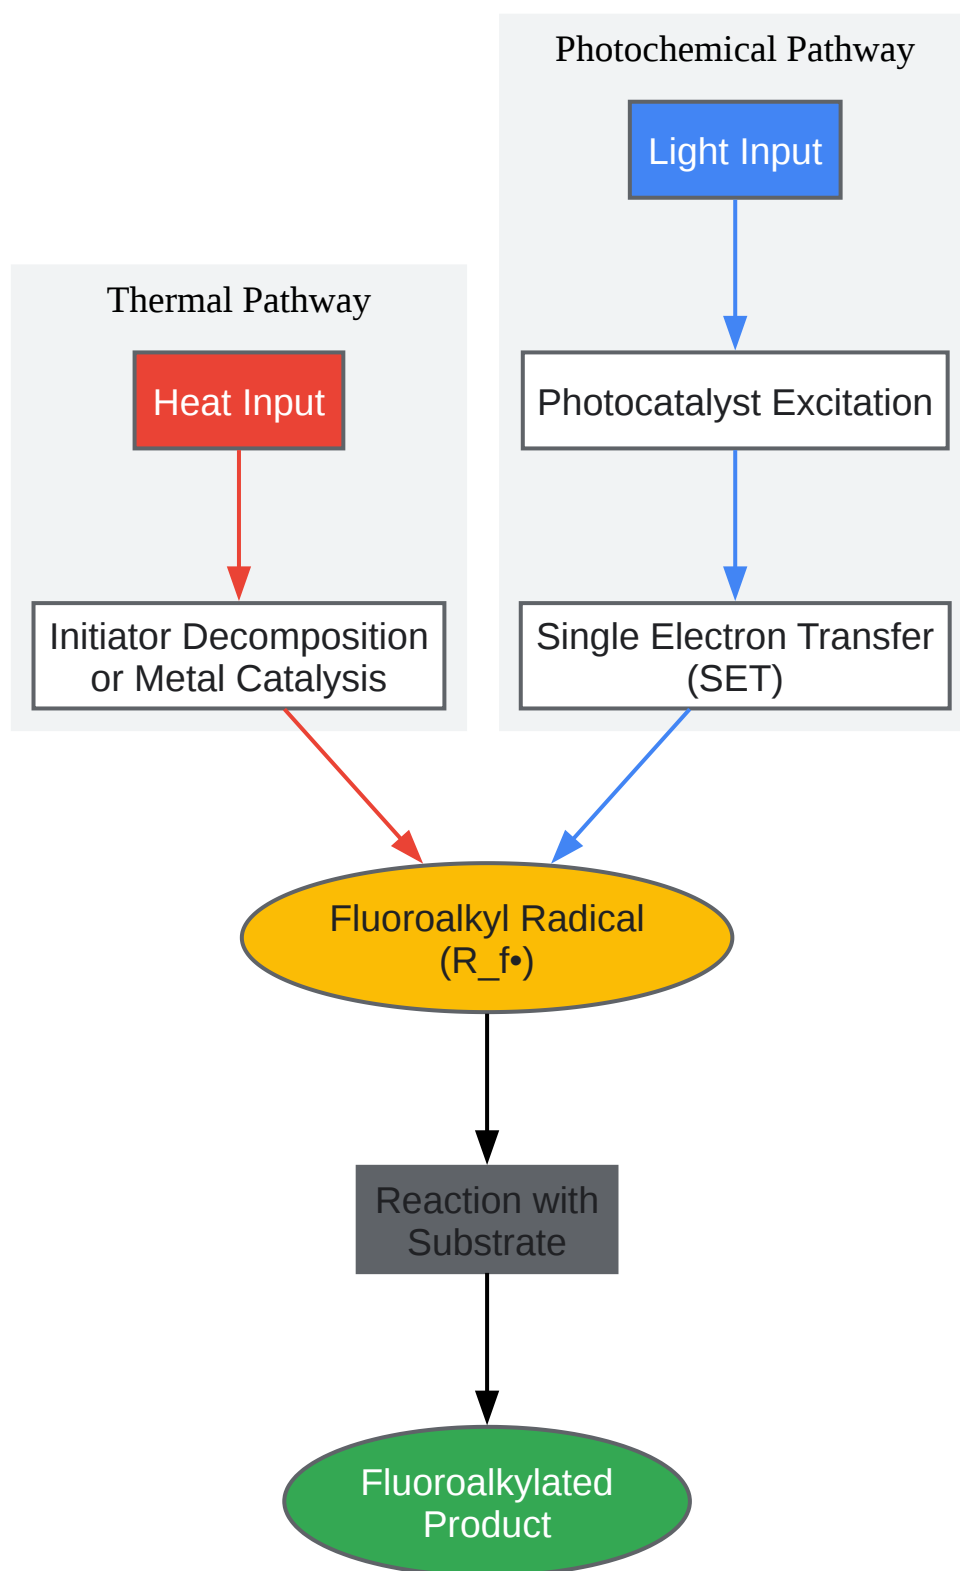 Photochemical Pathway
Light Input
Thermal Pathway
Heat Input
Photocatalyst Excitation
Initiator Decomposition
or Metal Catalysis
Single Electron Transfer
(SET)
Fluoroalkyl Radical
(R_f•)
Reaction with
Substrate
Fluoroalkylated
Product